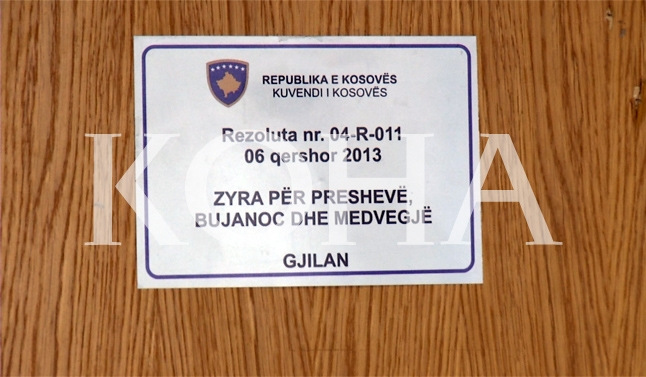 REPUBLIKA E KOSOVËS
KUVENDI I KOSOVËS
Rezoluta nr. 04-R-011
06 qershor 2013
ZYRA PËR PRESHEVË,
BUJANOC DHE MEDVEGJË
GJILAN
KOHA